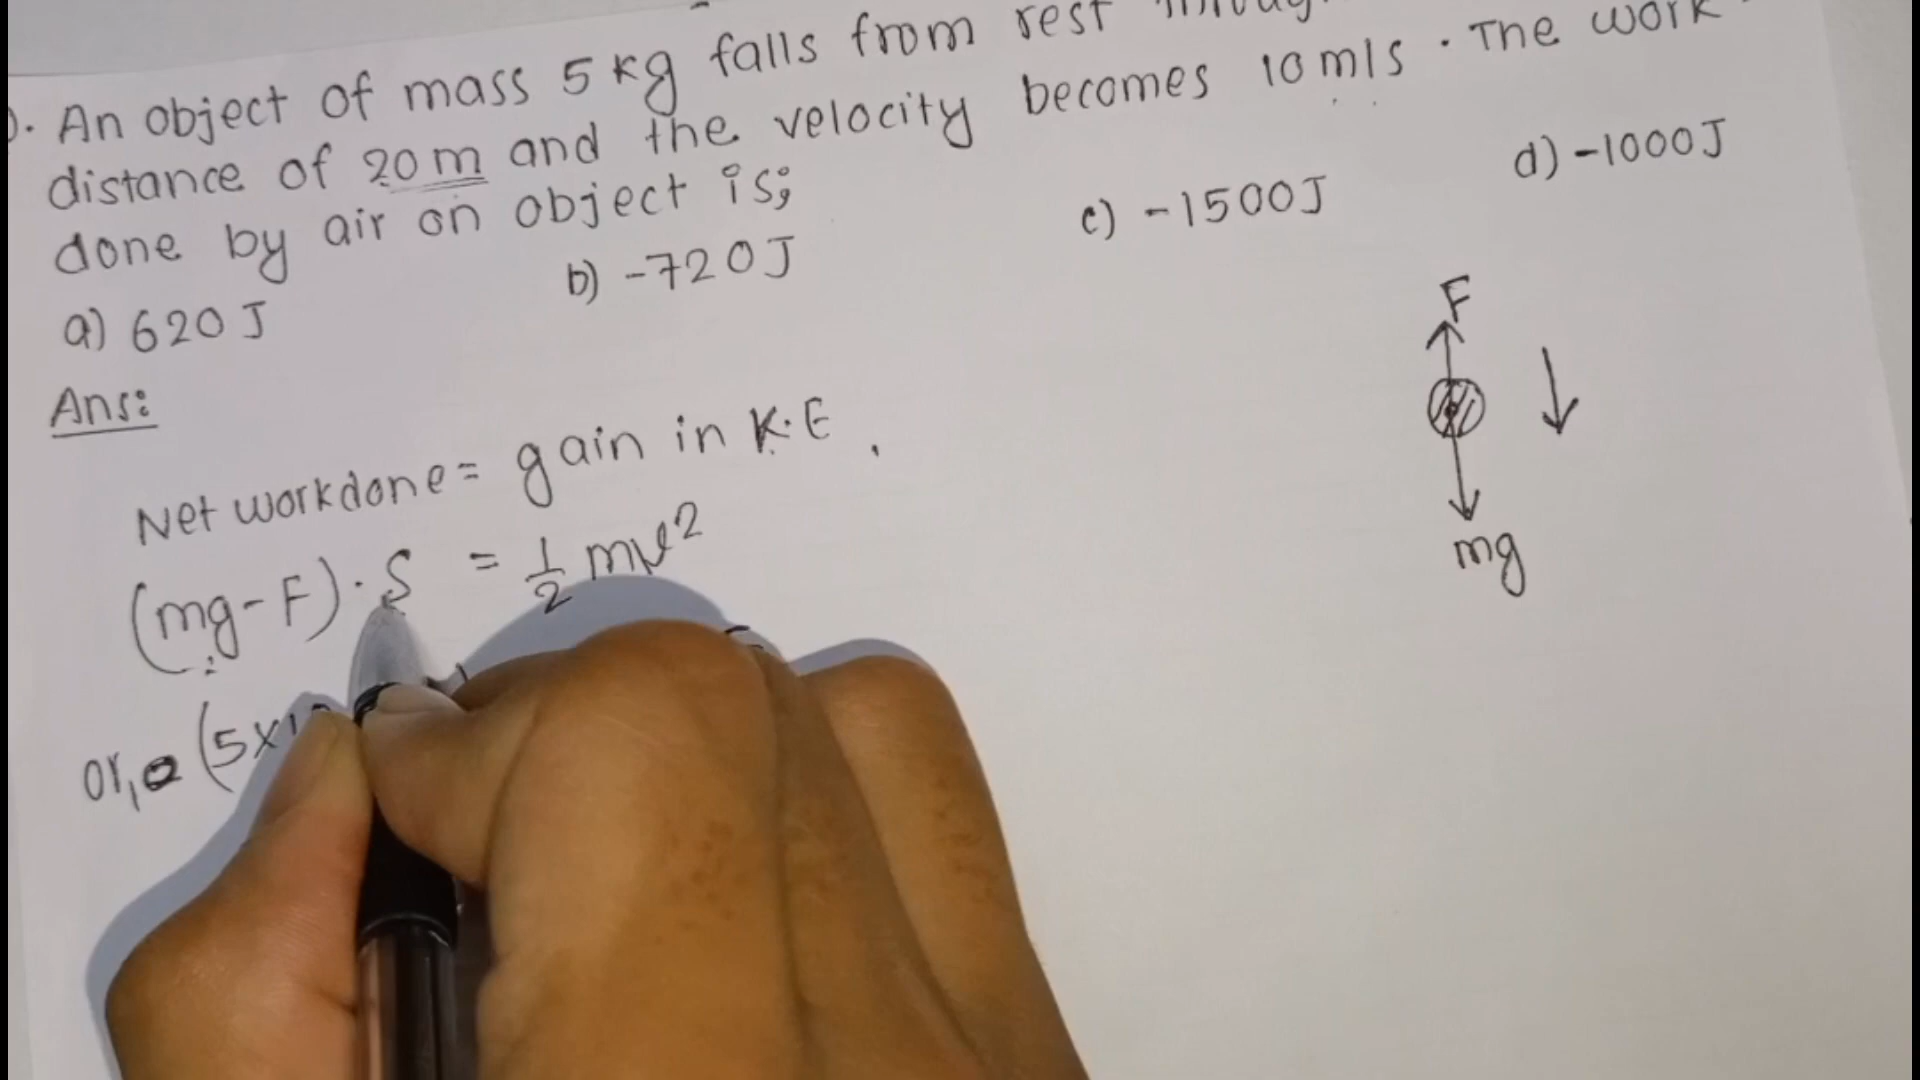 . An object of mass 5 kg falls from rest
distance of 20 m and the velocity becomes 10 m/s. The work
done by air on object is;
a) 620 J b) -720 J c) -1500 J d) -1000 J
Ans:
Net workdone = gain in K.E
(mg-F).S = 1/2 mv²
or, (5x1
F
mg